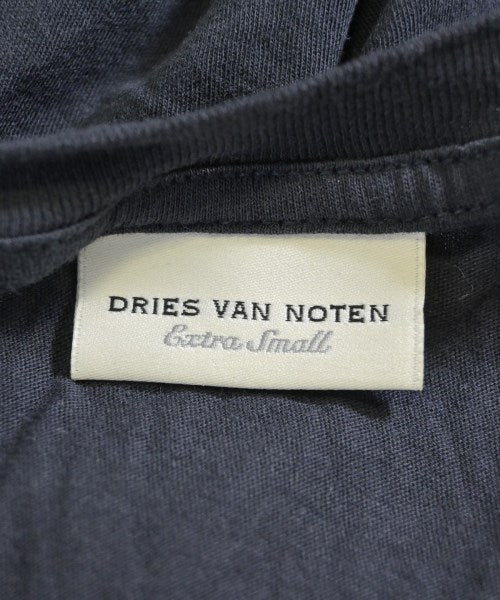 DRIES VAN NOTEN
Extra Small